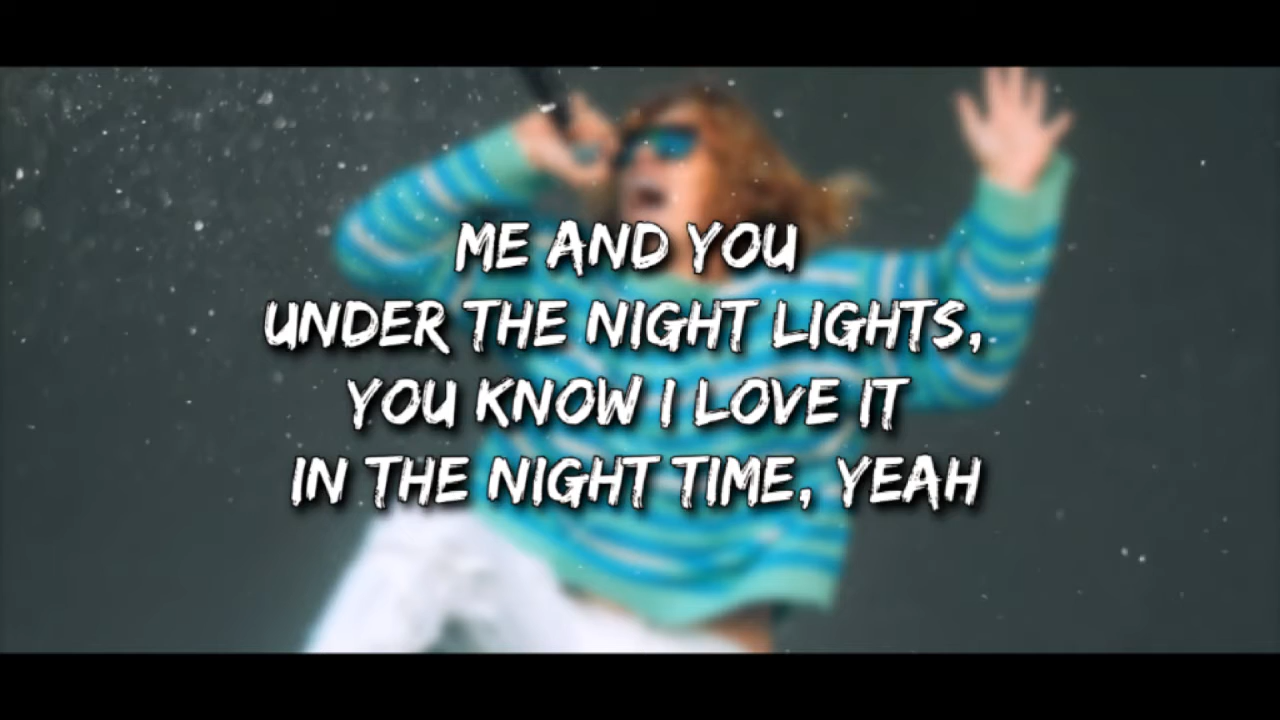 ME AND YOU
UNDER THE NIGHT LIGHTS,
YOU KNOW I LOVE IT
IN THE NIGHT TIME, YEAH